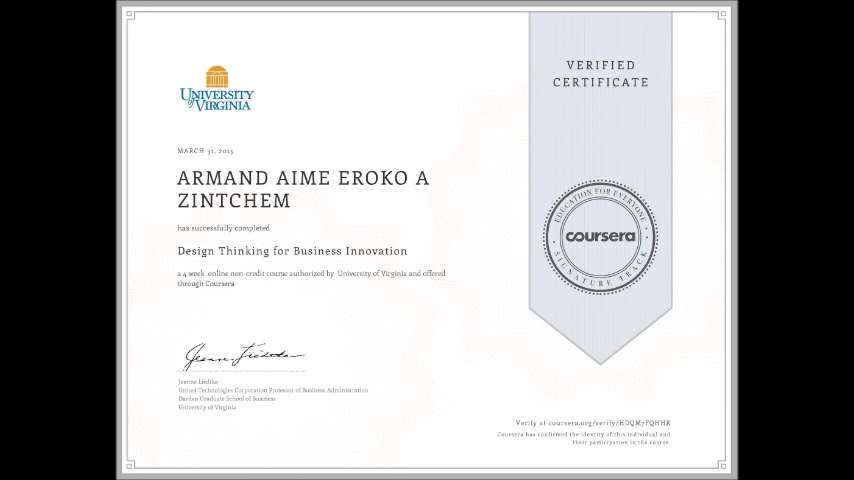 UNIVERSITY
of VIRGINIA
VERIFIED
CERTIFICATE
MARCH 31, 2015
ARMAND AIME EROKO A
ZINTCHEM
has successfully completed
Design Thinking for Business Innovation
a 4 week online non-credit course authorized by University of Virginia and offered
through Coursera
EDUCATION FOR EVERYONE
coursera
SIGNATURE TRACK
Jeanne Liedtka
United Technologies Corporation Professor of Business Administration
Darden Graduate School of Business
University of Virginia
Verify at coursera.org/verify/HDQM7FQHHR
Coursera has confirmed the identity of this individual and
their participation in the course.